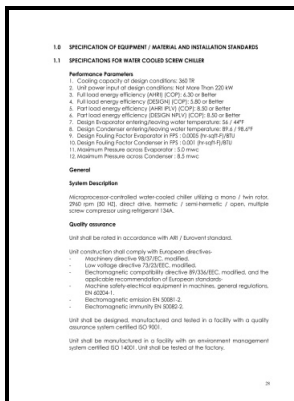 1.0 SPECIFICATION OF EQUIPMENT / MATERIAL AND INSTALLATION STANDARDS
1.1 SPECIFICATIONS FOR WATER COOLED SCREW CHILLER
Performance Parameters
1. Cooling capacity at design conditions: 360 TR
2. Unit power input at design conditions: Not More Than 220 kW
3. Full load energy efficiency (AHRI) (COP): 6.30 or Better
4. Full-load energy efficiency (DESIGN) (COP): 5.80 or Better
5. Part load energy efficiency (AHRI IPLV) (COP): 8.50 or Better
6. Part load energy efficiency (DESIGN NPLV) (COP): 8.50 or Better
7. Design Evaporator entering/leaving water temperature: 56 / 44°F
8. Design Condenser entering/leaving water temperature: 89.6 / 98.6°F
9. Design Fouling Factor Evaporator in FPS : 0.0005 (hr-sqft-F)/BTU
10. Design Fouling Factor Condenser in FPS : 0.001 (hr-sqft-F)/BTU
11. Maximum Pressure across Evaporator : 5.0 mwc
12. Maximum Pressure across Condenser : 8.5 mwc
General
System Description
Microprocessor-controlled water-cooled chiller utilizing a mono / twin rotor,
2960 rpm (50 HZ), direct drive, hermetic / semi-hermetic / open, multiple
screw compressor using refrigerant 134A.
Quality assurance
Unit shall be rated in accordance with ARI / Eurovent standard.
Unit construction shall comply with European directives-
- Machinery directive 98/37/EC, modified.
- Low voltage directive 73/23/EEC, modified.
- Electromagnetic compatibility directive 89/336/EEC, modified, and the
applicable recommendation of European standards-
- Machine safety-electrical equipment in machines, general regulations,
EN 60204-1.
- Electromagnetic emission EN 50081-2.
- Electromagnetic immunity EN 50082-2.
Unit shall be designed, manufactured and tested in a facility with a quality
assurance system certified ISO 9001.
Unit shall be manufactured in a facility with an environment management
system certified ISO 14001. Unit shall be tested at the factory.